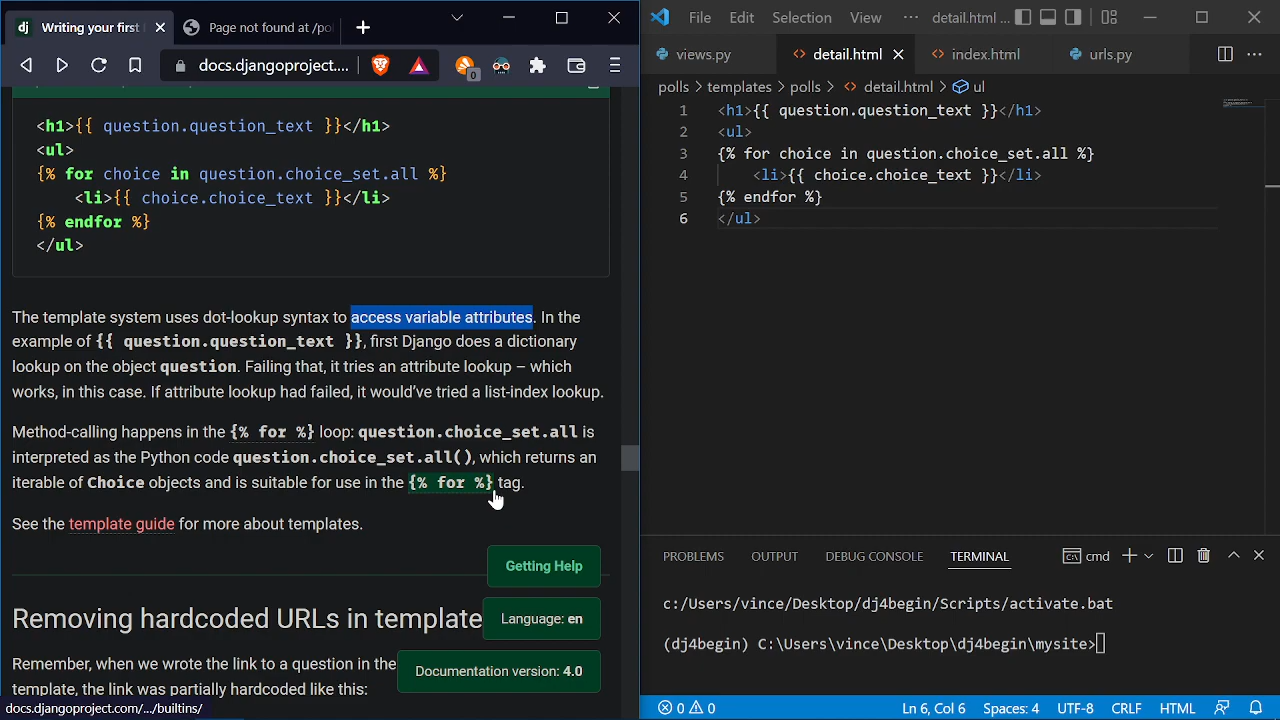 dj Writing your first
Page not found at /pol
docs.djangoproject....
0
<h1>{{ question.question_text }}</h1>
<ul>
{% for choice in question.choice_set.all %}
<li>{{ choice.choice_text }}</li>
{% endfor %}
</ul>
The template system uses dot-lookup syntax to access variable attributes. In the
example of {{ question.question_text }}, first Django does a dictionary
lookup on the object question. Failing that, it tries an attribute lookup – which
works, in this case. If attribute lookup had failed, it would’ve tried a list-index lookup.
Method-calling happens in the {% for %} loop: question.choice_set.all is
interpreted as the Python code question.choice_set.all(), which returns an
iterable of Choice objects and is suitable for use in the {% for %} tag.
See the template guide for more about templates.
Getting Help
Removing hardcoded URLs in template
Language: en
Remember, when we wrote the link to a question in the
Documentation version: 4.0
template, the link was partially hardcoded like this:
docs.djangoproject.com/.../builtins/
File Edit Selection View ··· detail.html ...
views.py
detail.html
index.html
urls.py
polls > templates > polls > detail.html > ul
1 <h1>{{ question.question_text }}</h1>
2 <ul>
3 {% for choice in question.choice_set.all %}
4 <li>{{ choice.choice_text }}</li>
5 {% endfor %}
6 </ul>
PROBLEMS OUTPUT DEBUG CONSOLE TERMINAL cmd
c:/Users/vince/Desktop/dj4begin/Scripts/activate.bat
(dj4begin) C:\Users\vince\Desktop\dj4begin\mysite>
0 0 Ln 6, Col 6 Spaces: 4 UTF-8 CRLF HTML